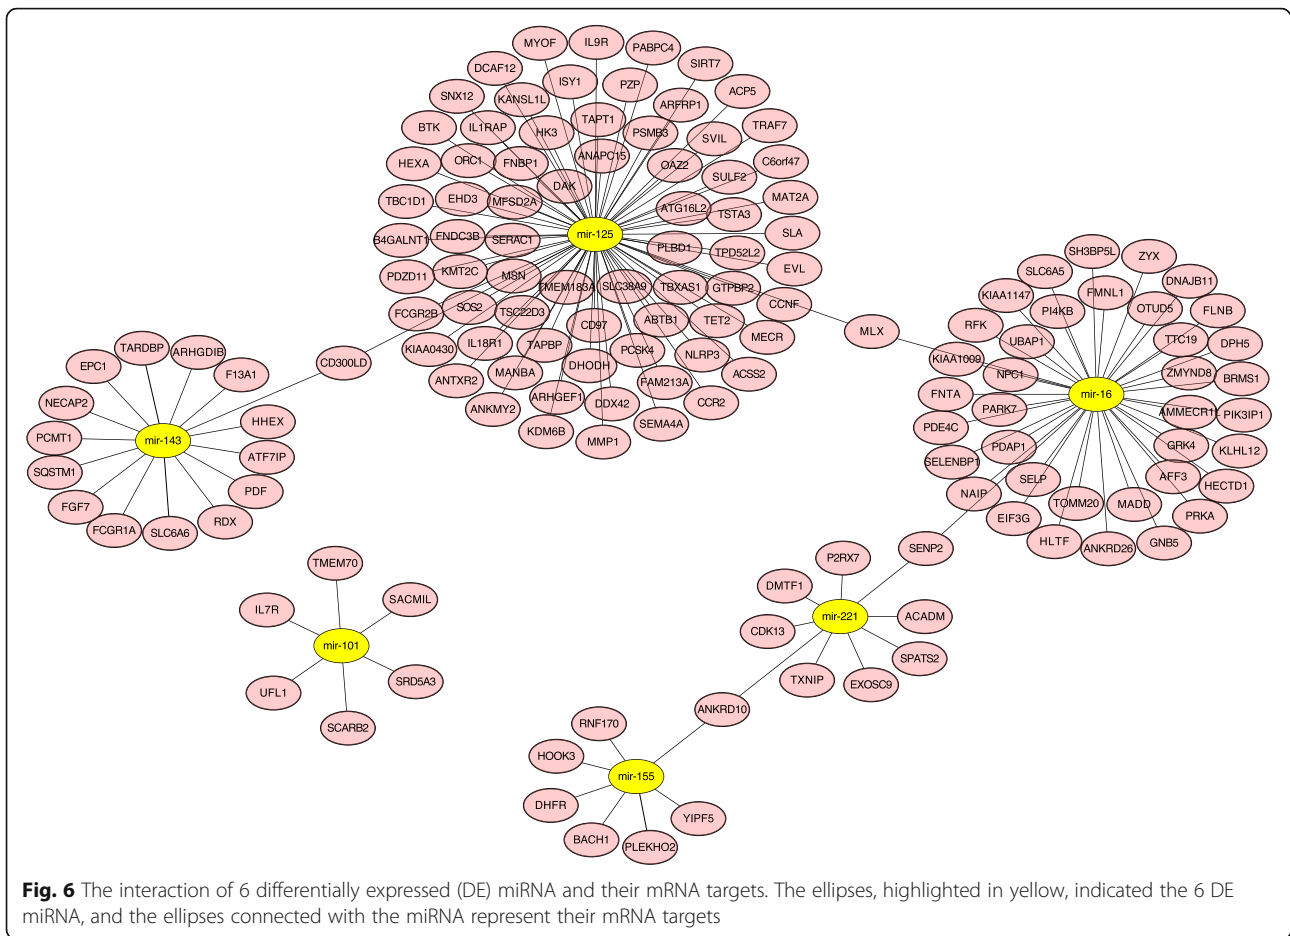 MYOF
IL9R
PABPC4
DCAF12
SIRT7
ISY1
PZP
SNX12
KANSL1L
ARFRP1
ACP5
BTK
IL1RAP
HK3
TAPT1
PSMB3
SVIL
TRAF7
HEXA
ORC1
FNBP1
ANAPC15
OAZ2
C6orf47
DAK
SULF2
TBC1D1
EHD3
MFSD2A
ATG16L2
TSTA3
MAT2A
B4GALNT1
FNDC3B
SERAC1
mir-125
PLBD1
TPD52L2
SLA
EVL
PDZD11
KMT2C
MSN
TMEM183A
SLC38A9
TBXAS1
GTPBP2
CCNF
FCGR2B
SOS2
TSC22D3
CD97
ABTB1
TET2
MECR
KIAA0430
IL18R1
TAPBP
PCSK4
NLRP3
ANTXR2
MANBA
DHODH
FAM213A
ACSS2
ANKMY2
ARHGEF1
DDX42
CCR2
KDM6B
MMP1
SEMA4A
MLX
CD300LD
SH3BP5L
ZYX
SLC6A5
DNAJB11
KIAA1147
FMNL1
PI4KB
OTUD5
FLNB
RFK
UBAP1
TTC19
DPH5
KIAA1009
NPC1
ZMYND8
BRMS1
FNTA
mir-16
PARK7
AMMECR1L
PIK3IP1
PDE4C
PDAP1
GRK4
KLHL12
SELENBP1
SELP
AFF3
HECTD1
NAIP
TOMM20
MADD
EIF3G
PRKA
HLTF
ANKRD26
GNB5
SENP2
TARDBP
ARHGDIB
EPC1
F13A1
NECAP2
HHEX
PCMT1
mir-143
ATF7IP
SQSTM1
PDF
FGF7
RDX
FCGR1A
SLC6A6
TMEM70
IL7R
SACMIL
mir-101
UFL1
SRD5A3
SCARB2
P2RX7
DMTF1
mir-221
ACADM
CDK13
SPATS2
TXNIP
EXOSC9
ANKRD10
RNF170
HOOK3
mir-155
DHFR
YIPF5
BACH1
PLEKHO2
Fig. 6 The interaction of 6 differentially expressed (DE) miRNA and their mRNA targets. The ellipses, highlighted in yellow, indicated the 6 DE
miRNA, and the ellipses connected with the miRNA represent their mRNA targets